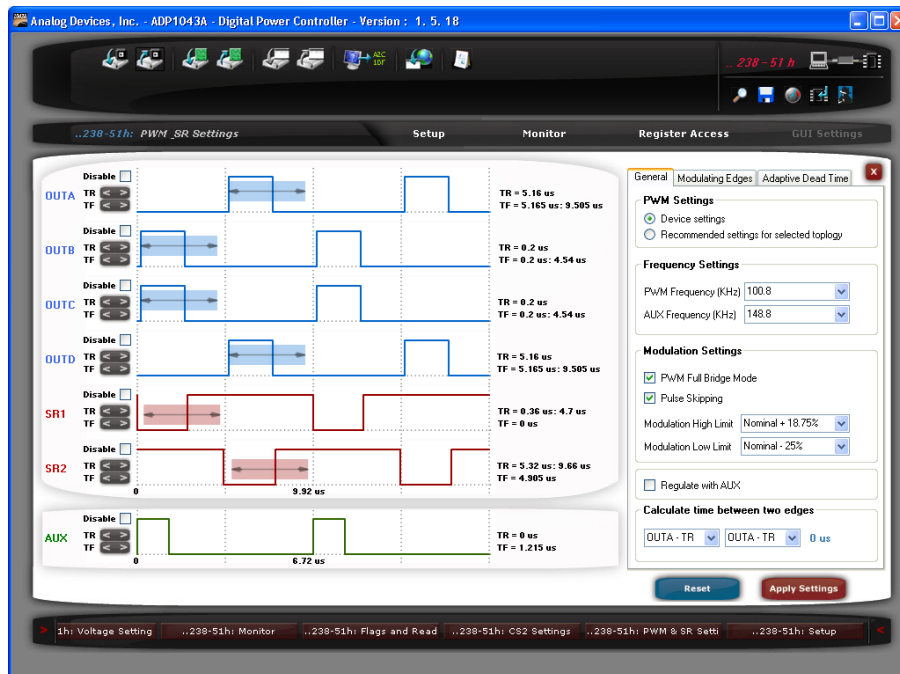 Analog Devices, Inc. - ADP1043A - Digital Power Controller - Version : 1. 5. 18
A2C
1DF
.. 238-51 h
..238-51h: PWM _SR Settings
Setup
Monitor
Register Access
GUI Settings
OUTA
Disable
TR < >
TF < >
TR = 5.16 us
TF = 5.165 us: 9.505 us
OUTB
Disable
TR < >
TF < >
TR = 0.2 us
TF = 0.2 us: 4.54 us
OUTC
Disable
TR < >
TF < >
TR = 0.2 us
TF = 0.2 us: 4.54 us
OUTD
Disable
TR < >
TF < >
TR = 5.16 us
TF = 5.165 us: 9.505 us
SR1
Disable
TR < >
TF < >
TR = 0.36 us: 4.7 us
TF = 0 us
SR2
Disable
TR < >
TF < >
TR = 5.32 us: 9.66 us
TF = 4.905 us
0
9.92 us
AUX
Disable
TR < >
TF < >
TR = 0 us
TF = 1.215 us
0
6.72 us
General
Modulating Edges
Adaptive Dead Time
X
PWM Settings
Device settings
Recommended settings for selected toplogy
Frequency Settings
PWM Frequency (KHz) 100.8
AUX Frequency (KHz) 148.8
Modulation Settings
PWM Full Bridge Mode
Pulse Skipping
Modulation High Limit Nominal + 18.75%
Modulation Low Limit Nominal - 25%
Regulate with AUX
Calculate time between two edges
OUTA - TR
OUTA - TR
0 us
Reset
Apply Settings
>
1h: Voltage Setting
..238-51h: Monitor
..238-51h: Flags and Read
..238-51h: CS2 Settings
..238-51h: PWM & SR Setti
..238-51h: Setup
<